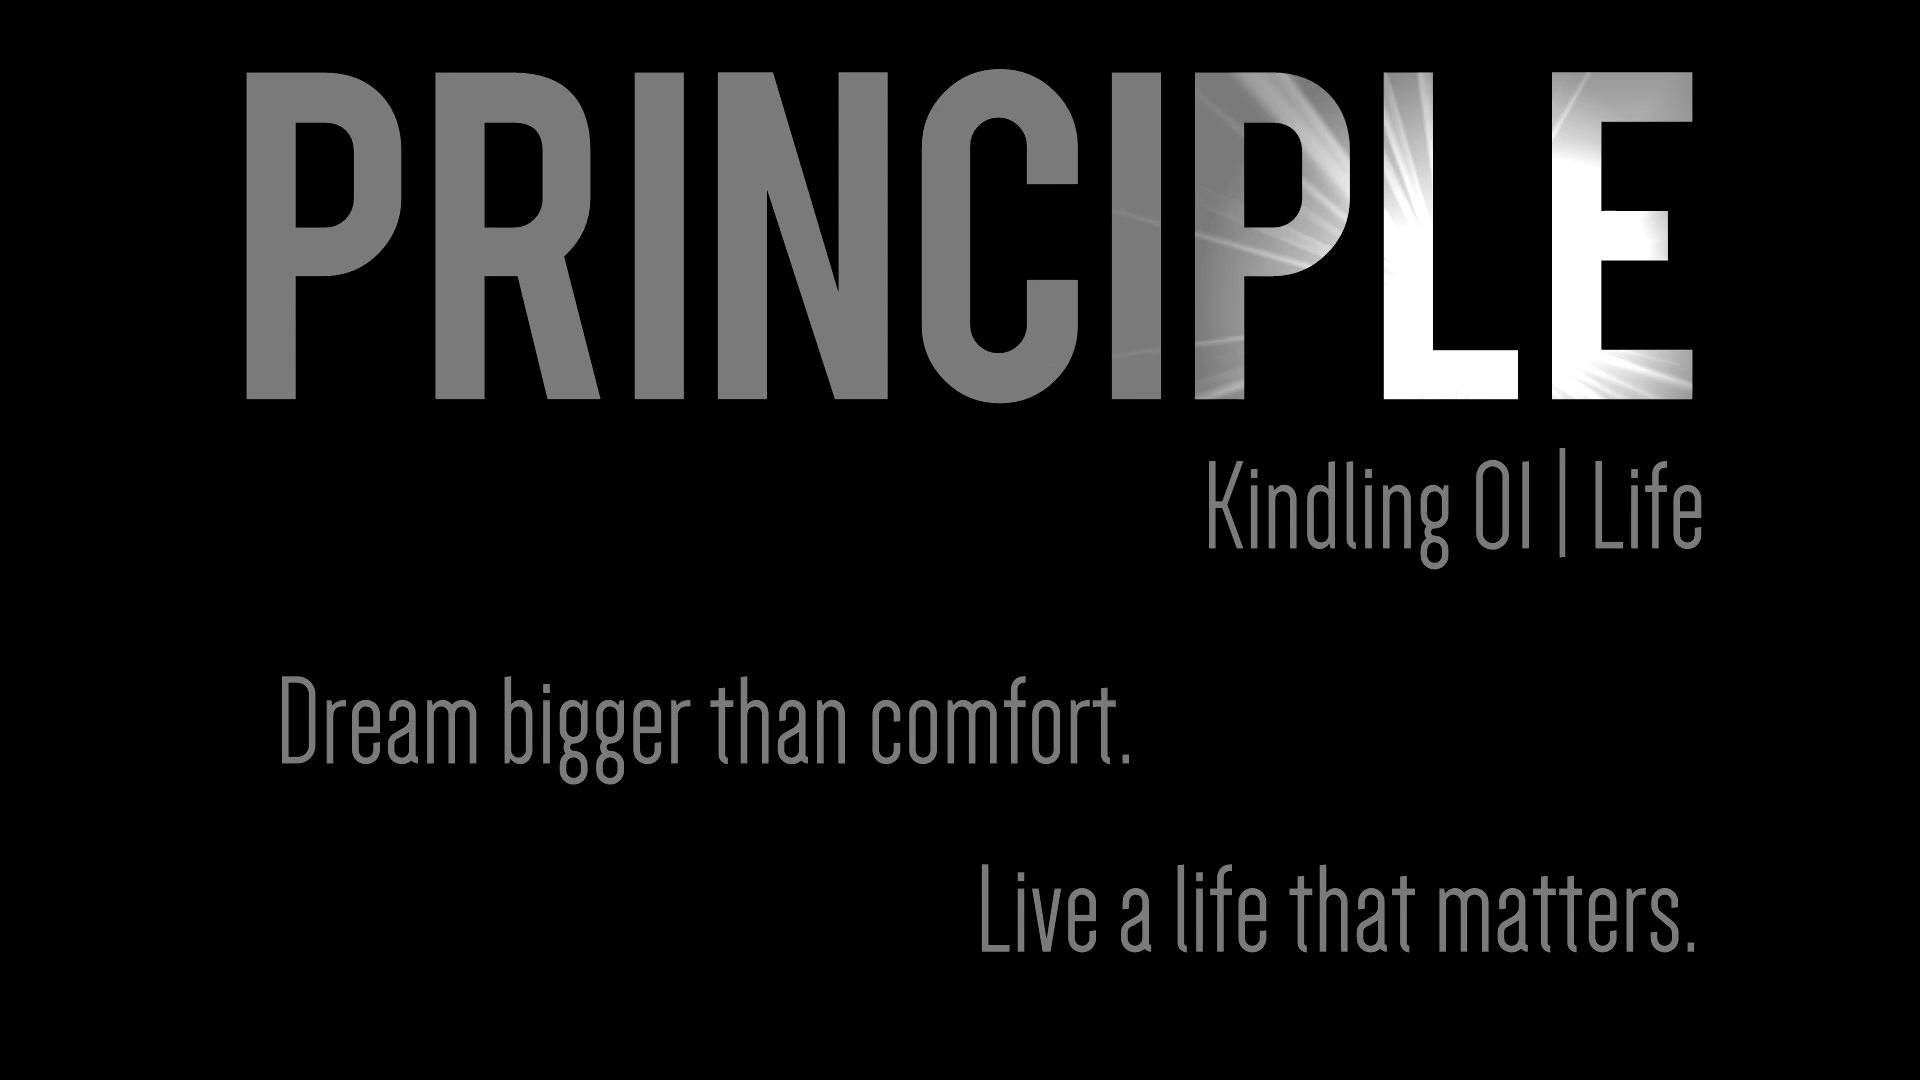 PRINCIPLE
Kindling 01 | Life
Dream bigger than comfort.
Live a life that matters.